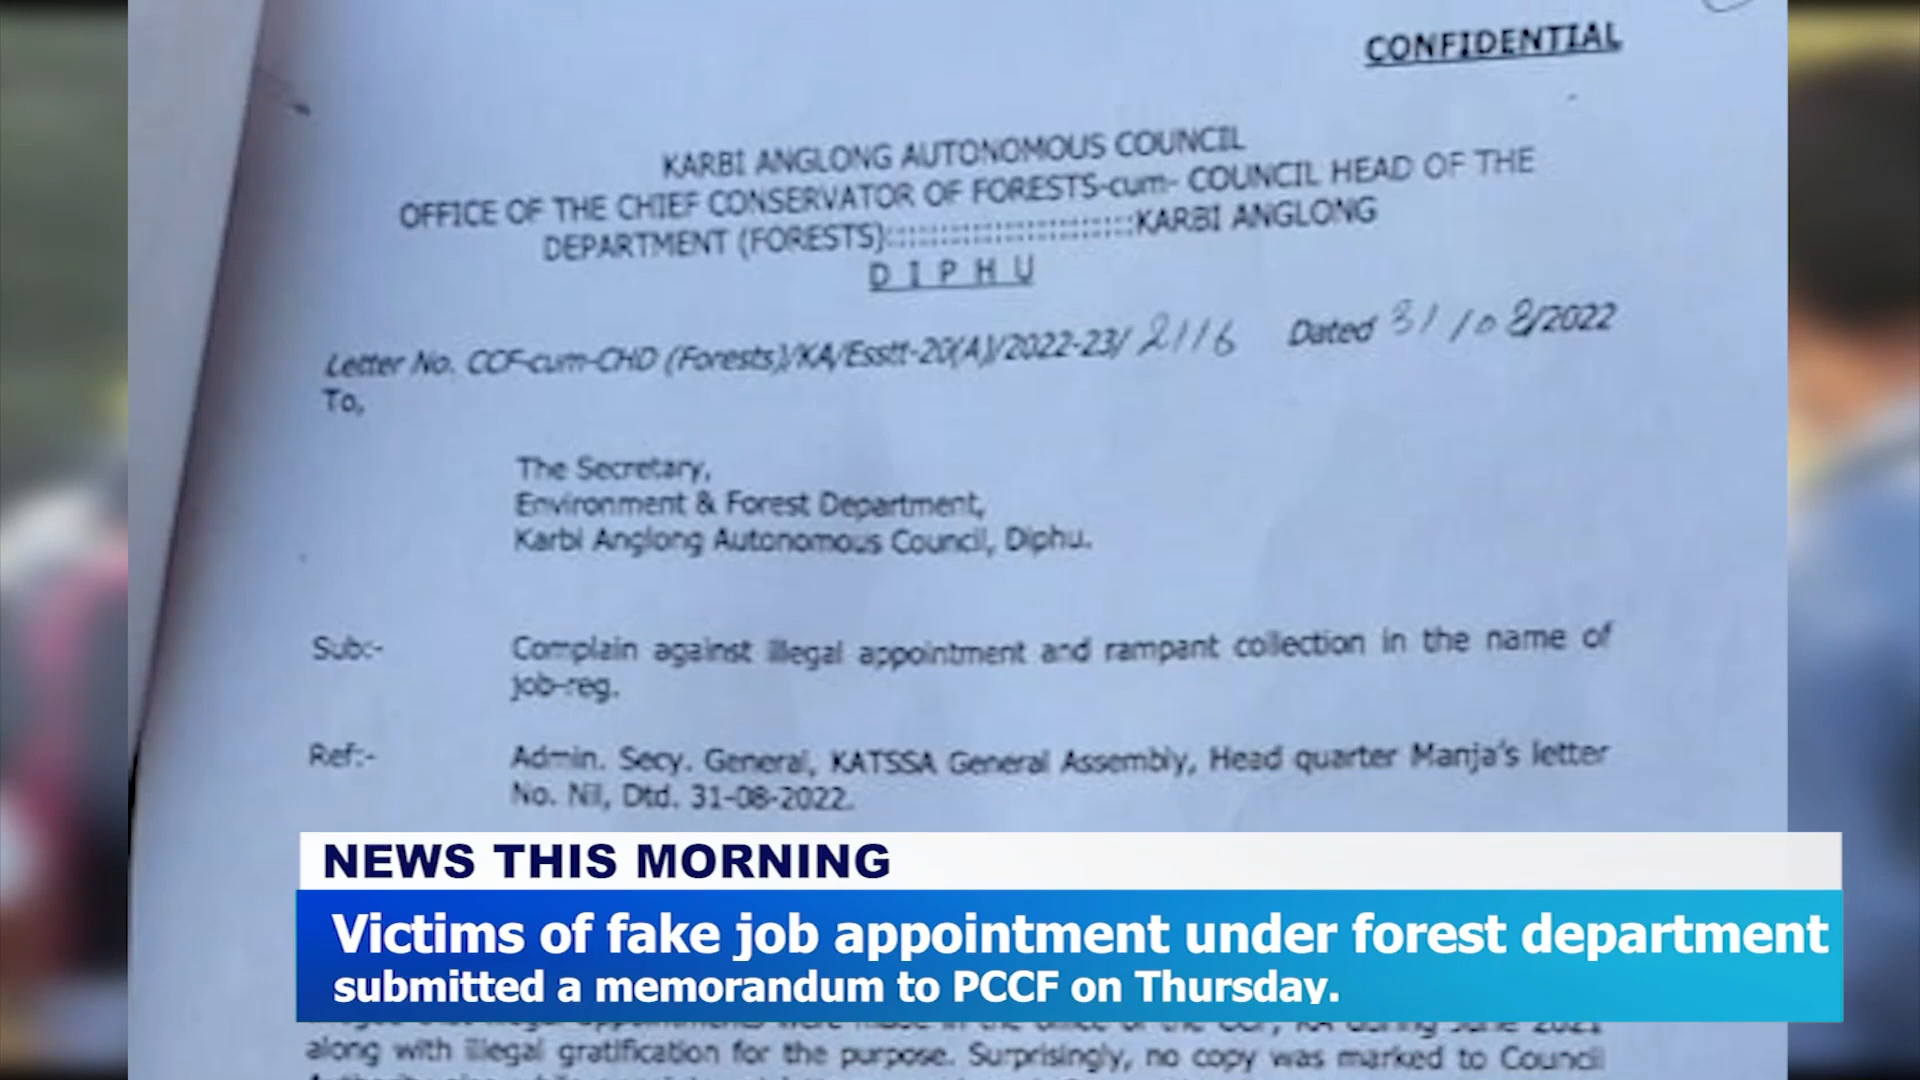 CONFIDENTIAL
KARBI ANGLONG AUTONOMOUS COUNCIL
OFFICE OF THE CHIEF CONSERVATOR OF FORESTS-cum- COUNCIL HEAD OF THE
DEPARTMENT (FORESTS)::::::::::::::::::::::::KARBI ANGLONG
D I P H U
Letter No. CCF-cum-CHD (Forests)/KA/Esstt-20(A)/2022-23/ 2116 Dated 31/08/2022
To,
The Secretary,
Environment & Forest Department,
Karbi Anglong Autonomous Council, Diphu.
Sub:- Complain against illegal appointment and rampant collection in the name of
job-reg.
Ref:- Admin. Secy. General, KATSSA General Assembly, Head quarter Manja's letter
No. Nil, Dtd. 31-08-2022.
NEWS THIS MORNING
Victims of fake job appointment under forest department
submitted a memorandum to PCCF on Thursday.
along with illegal gratification for the purpose. Surprisingly, no copy was marked to Council